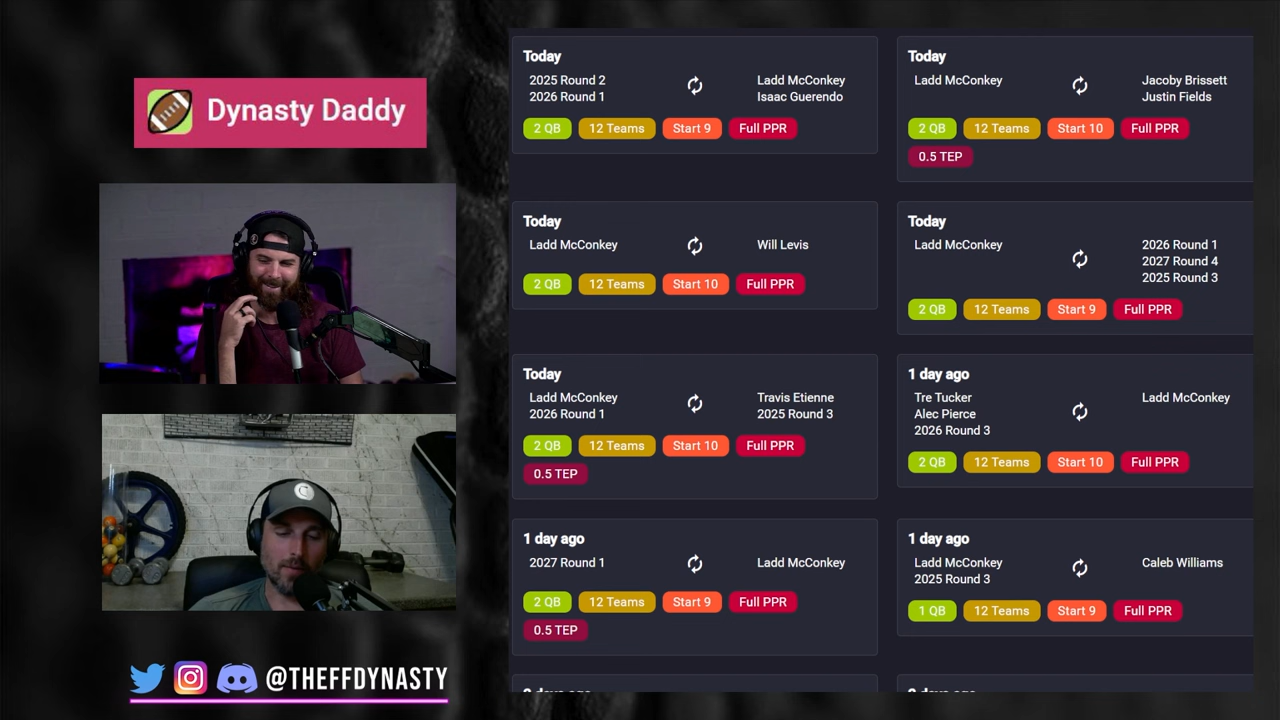 Dynasty Daddy
@THEFFDYNASTY
Today
2025 Round 2
2026 Round 1
Ladd McConkey
Isaac Guerendo
2 QB
12 Teams
Start 9
Full PPR
Today
Ladd McConkey
Jacoby Brissett
Justin Fields
2 QB
12 Teams
Start 10
Full PPR
0.5 TEP
Today
Ladd McConkey
Will Levis
2 QB
12 Teams
Start 10
Full PPR
Today
Ladd McConkey
2026 Round 1
2027 Round 4
2025 Round 3
2 QB
12 Teams
Start 9
Full PPR
Today
Ladd McConkey
2026 Round 1
Travis Etienne
2025 Round 3
2 QB
12 Teams
Start 10
Full PPR
0.5 TEP
1 day ago
Tre Tucker
Alec Pierce
2026 Round 3
Ladd McConkey
2 QB
12 Teams
Start 10
Full PPR
1 day ago
2027 Round 1
Ladd McConkey
2 QB
12 Teams
Start 9
Full PPR
0.5 TEP
1 day ago
Ladd McConkey
2025 Round 3
Caleb Williams
1 QB
12 Teams
Start 9
Full PPR